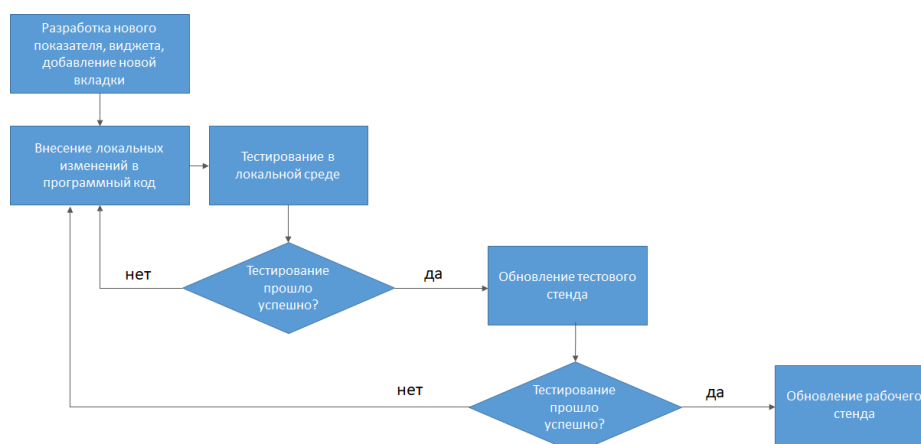 Разработка нового
показателя, виджета,
добавление новой
вкладки
Внесение локальных
изменений в
программный код
Тестирование в
локальной среде
нет
Тестирование
прошло
успешно?
да
Обновление тестового
стенда
нет
Тестирование
прошло
успешно?
да
Обновление рабочего
стенда